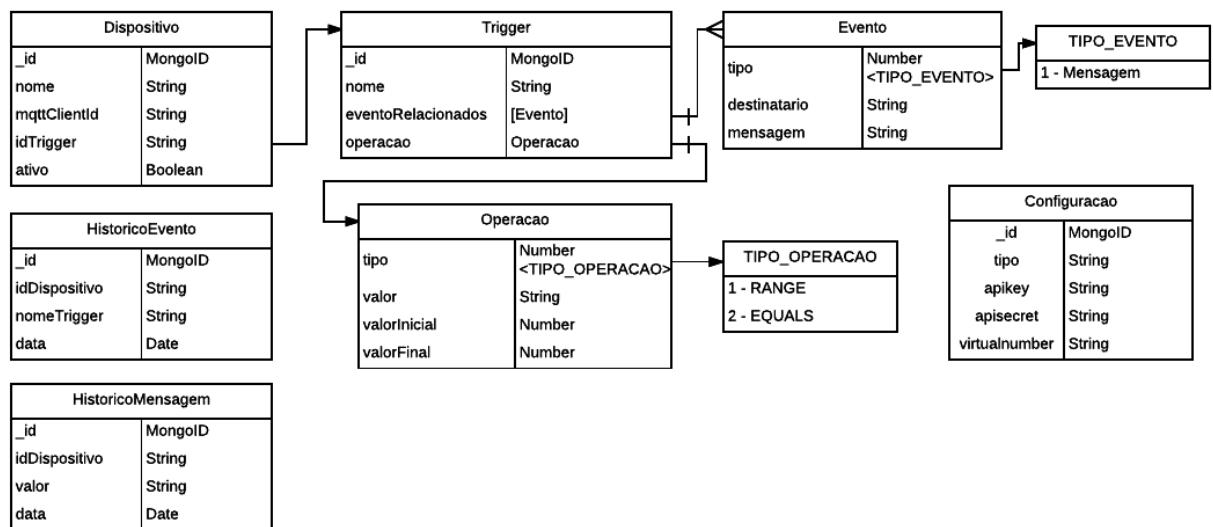 Dispositivo
_id MongoID
nome String
mqttClientId String
idTrigger String
ativo Boolean
Trigger
_id MongoID
nome String
eventoRelacionados [Evento]
operacao Operacao
Evento
tipo Number
<TIPO_EVENTO>
destinatario String
mensagem String
TIPO_EVENTO
1 - Mensagem
HistoricoEvento
_id MongoID
idDispositivo String
nomeTrigger String
data Date
Operacao
tipo Number
<TIPO_OPERACAO>
valor String
valorInicial Number
valorFinal Number
TIPO_OPERACAO
1 - RANGE
2 - EQUALS
Configuracao
_id MongoID
tipo String
apikey String
apisecret String
virtualnumber String
HistoricoMensagem
_id MongoID
idDispositivo String
valor String
data Date